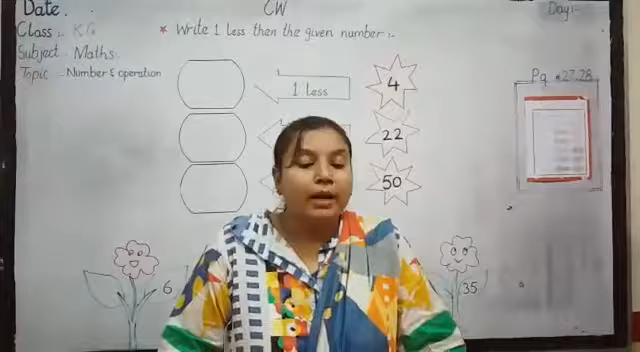 Date.
CW
Day:-
Class :- KG
* Write 1 Less then the given number :-
Subject - Maths.
Topic - Number & operation
Pg 27,28
1 less
4
22
50
6
35